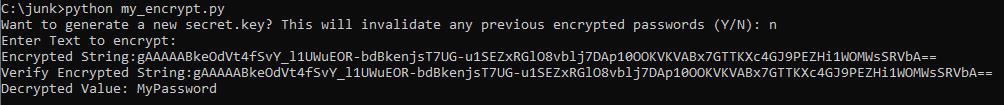 C:\junk>python my_encrypt.py
Want to generate a new secret.key? This will invalidate any previous encrypted passwords (Y/N): n
Enter Text to encrypt:
Encrypted String:gAAAAABkeOdVt4fSvY_l1UWuEOR-bdBkenjsT7UG-u1SEZxRGlO8vblj7DAp10OOKVKVABx7GTTKXc4GJ9PEZHi1WOMWsSRVbA==
Verify Encrypted String:gAAAAABkeOdVt4fSvY_l1UWuEOR-bdBkenjsT7UG-u1SEZxRGlO8vblj7DAp10OOKVKVABx7GTTKXc4GJ9PEZHi1WOMWsSRVbA==
Decrypted Value: MyPassword